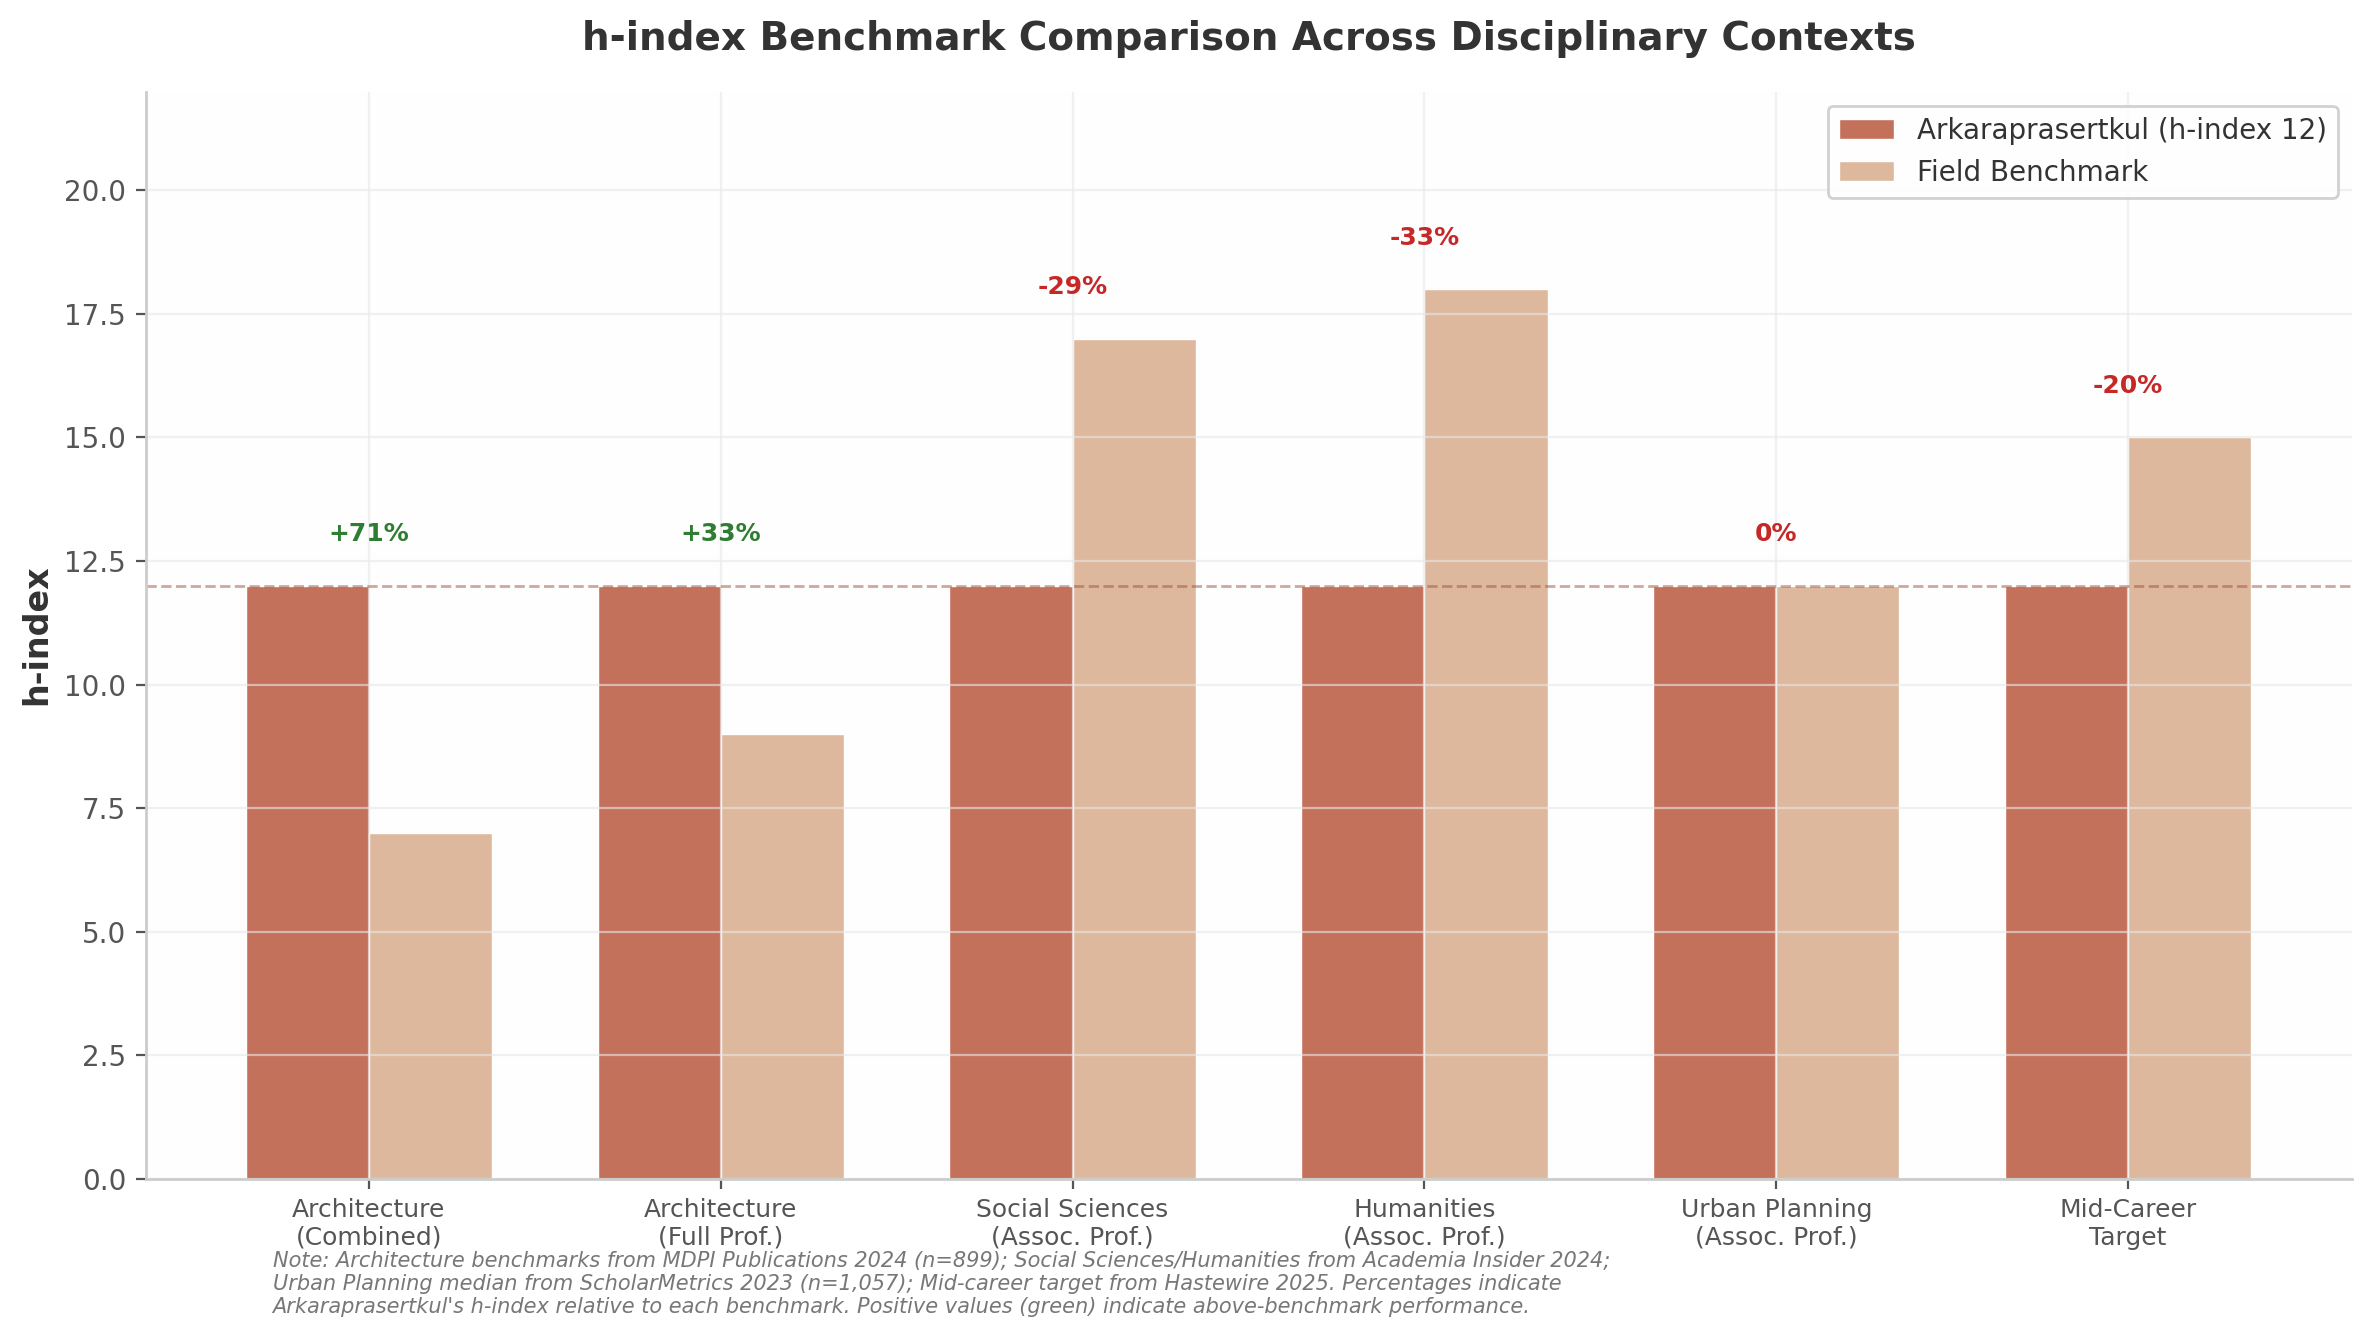 h-index Benchmark Comparison Across Disciplinary Contexts
Arkaraprasertkul (h-index 12)
Field Benchmark
h-index
20.0
17.5
15.0
12.5
10.0
7.5
5.0
2.5
0.0
+71%
+33%
-29%
-33%
0%
-20%
Architecture
(Combined)
Architecture
(Full Prof.)
Social Sciences
(Assoc. Prof.)
Humanities
(Assoc. Prof.)
Urban Planning
(Assoc. Prof.)
Mid-Career
Target
Note: Architecture benchmarks from MDPI Publications 2024 (n=899); Social Sciences/Humanities from Academia Insider 2024;
Urban Planning median from ScholarMetrics 2023 (n=1,057); Mid-career target from Hastewire 2025. Percentages indicate
Arkaraprasertkul's h-index relative to each benchmark. Positive values (green) indicate above-benchmark performance.